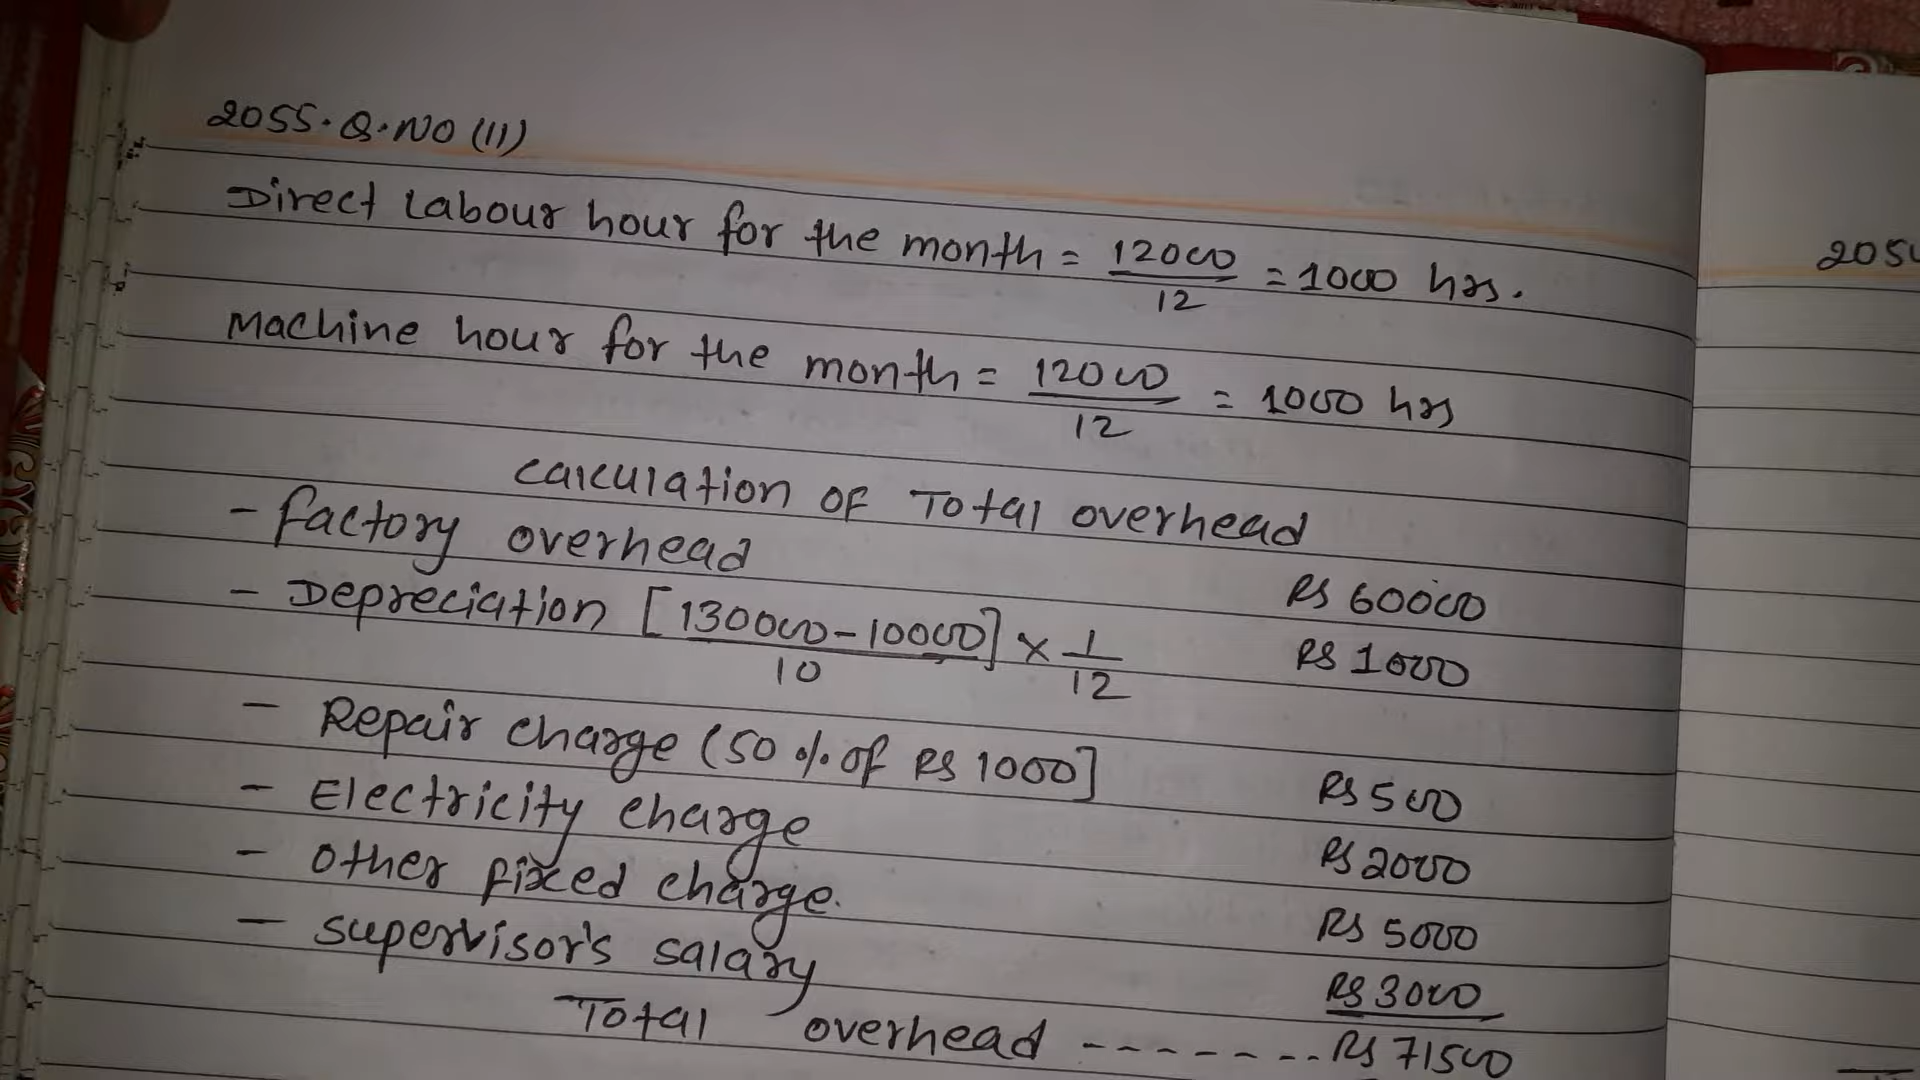 2055. Q. NO (11)
Direct Labour hour for the month = 12000/12 = 1000 hrs.
Machine hour for the month = 12000/12 = 1000 hrs
calculation OF Total overhead
- factory overhead Rs 60000
- Depreciation [130000-10000/10] × 1/12 Rs 1000
- Repair charge (50% of Rs 1000] Rs 500
- Electricity charge Rs 2000
- other fixed charge. Rs 5000
- supervisor's salary Rs 3000
Total overhead - - - - - - - .. Rs 71500